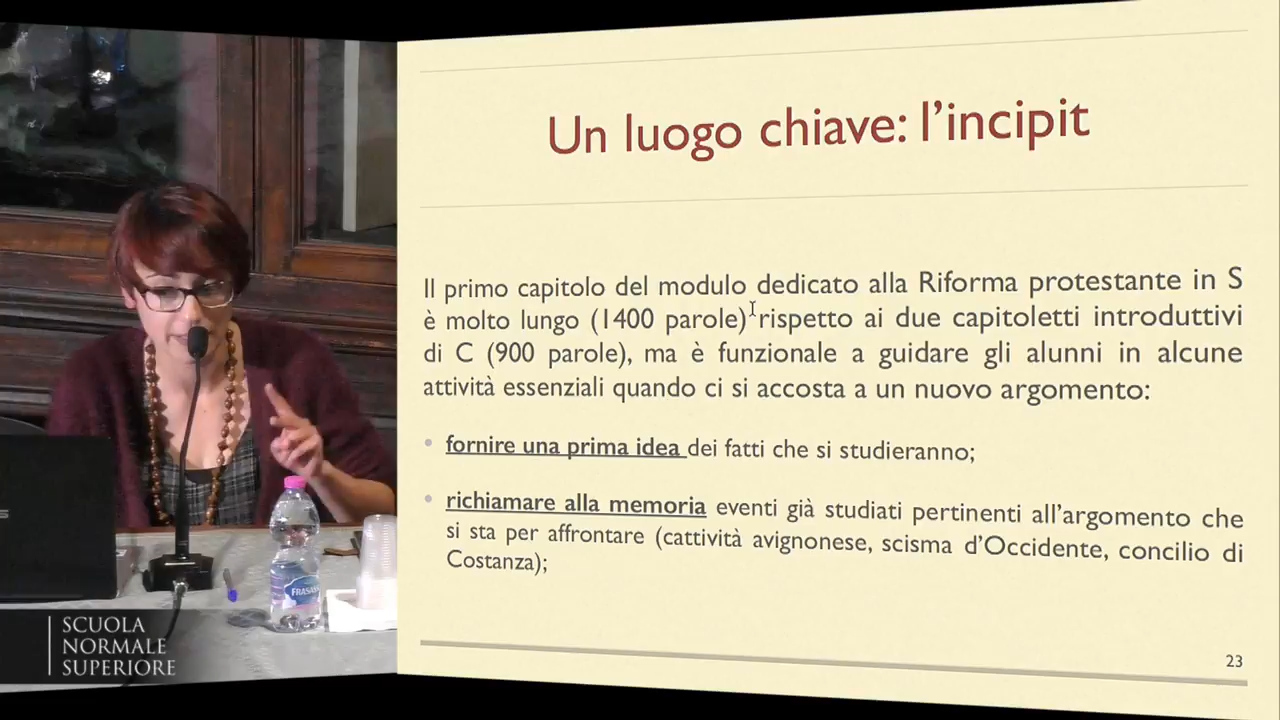 Un luogo chiave: l'incipit
Il primo capitolo del modulo dedicato alla Riforma protestante in S
è molto lungo (1400 parole) rispetto ai due capitoletti introduttivi
di C (900 parole), ma è funzionale a guidare gli alunni in alcune
attività essenziali quando ci si accosta a un nuovo argomento:
• fornire una prima idea dei fatti che si studieranno;
• richiamare alla memoria eventi già studiati pertinenti all'argomento che
si sta per affrontare (cattività avignonese, scisma d'Occidente, concilio di
Costanza);
23
SCUOLA
NORMALE
SUPERIORE